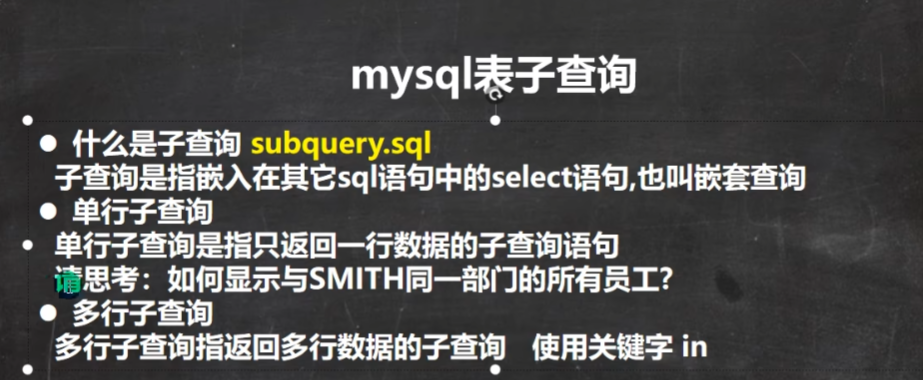 mysql表子查询
● 什么是子查询 subquery.sql
子查询是指嵌入在其它sql语句中的select语句,也叫嵌套查询
● 单行子查询
单行子查询是指只返回一行数据的子查询语句
请思考：如何显示与SMITH同一部门的所有员工?
● 多行子查询
多行子查询指返回多行数据的子查询 使用关键字 in